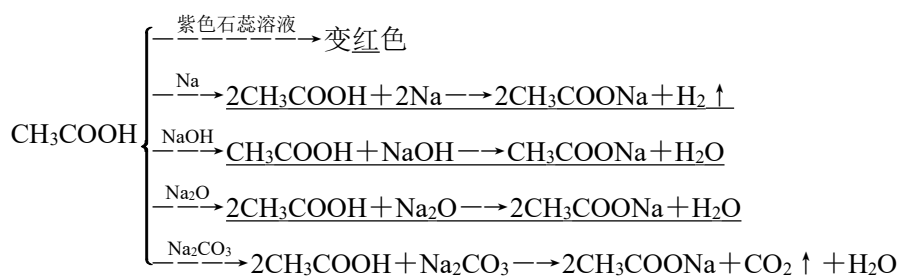 紫色石蕊溶液
变红色
Na
2CH₃COOH＋2Na―→2CH₃COONa＋H₂↑
CH₃COOH
NaOH
CH₃COOH＋NaOH―→CH₃COONa＋H₂O
Na₂O
2CH₃COOH＋Na₂O―→2CH₃COONa＋H₂O
Na₂CO₃
2CH₃COOH＋Na₂CO₃―→2CH₃COONa＋CO₂↑＋H₂O